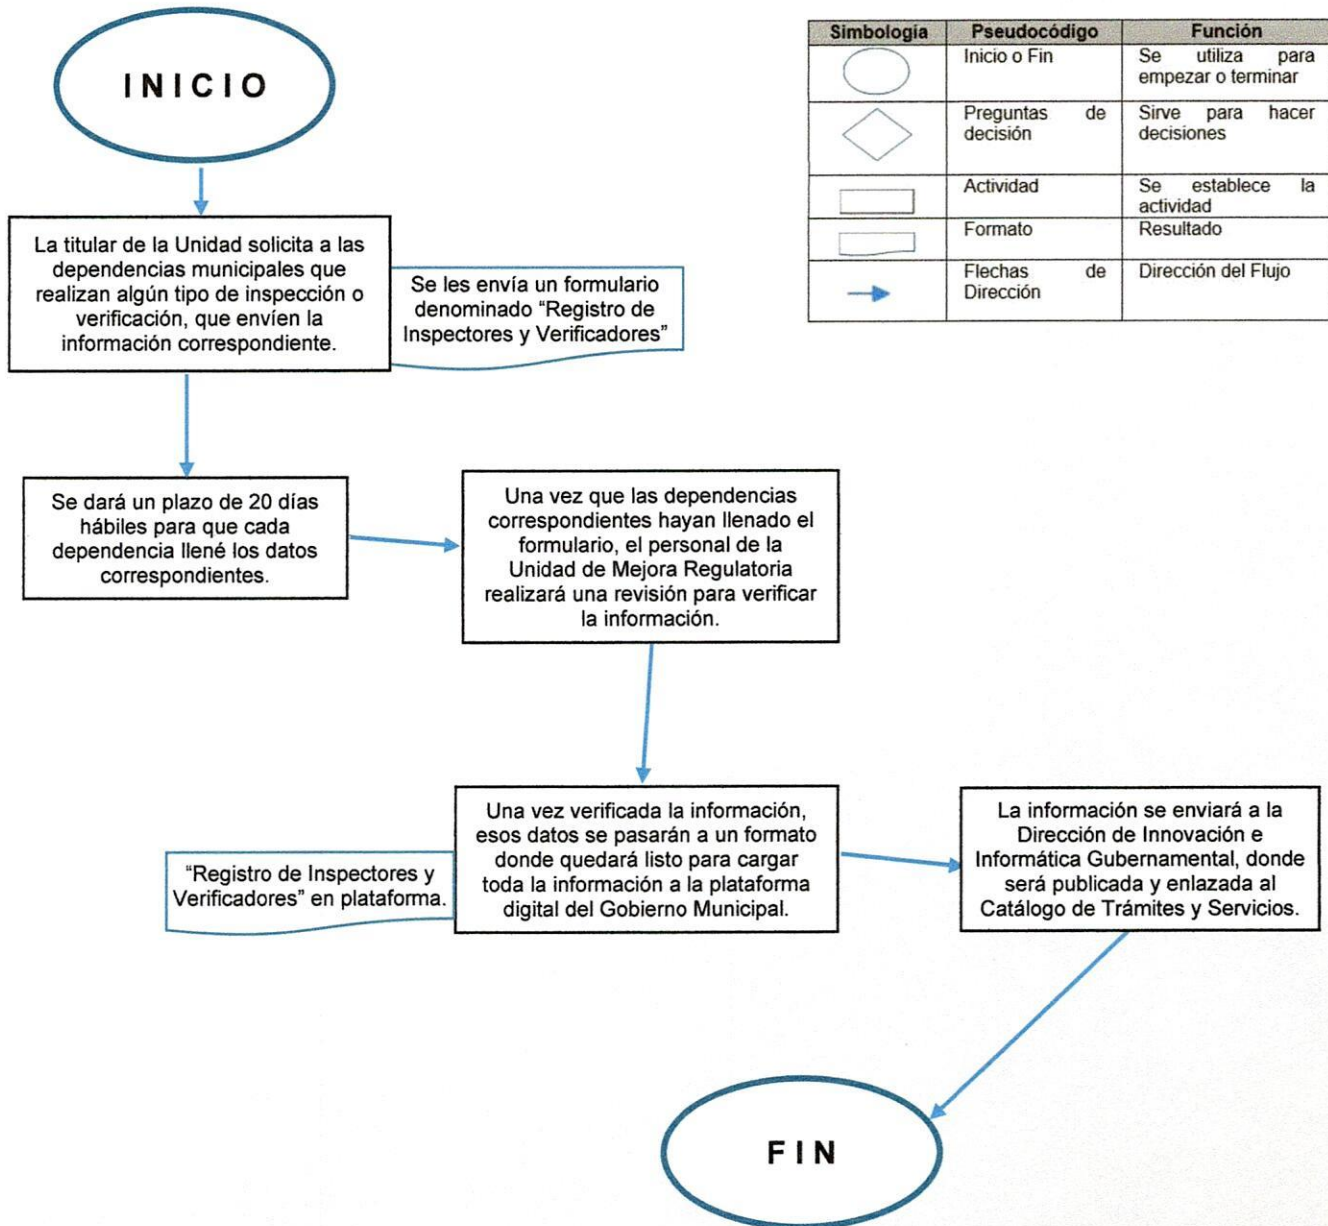 INICIO
La titular de la Unidad solicita a las
dependencias municipales que
realizan algún tipo de inspección o
verificación, que envíen la
información correspondiente.
Se les envía un formulario
denominado “Registro de
Inspectores y Verificadores”
Simbología Pseudocódigo Función
Inicio o Fin Se utiliza para
empezar o terminar
Preguntas de Sirve para hacer
decisión decisiones
Actividad Se establece la
actividad
Formato Resultado
Flechas de Dirección del Flujo
Dirección
Se dará un plazo de 20 días
hábiles para que cada
dependencia llené los datos
correspondientes.
Una vez que las dependencias
correspondientes hayan llenado el
formulario, el personal de la
Unidad de Mejora Regulatoria
realizará una revisión para verificar
la información.
Una vez verificada la información,
esos datos se pasarán a un formato
donde quedará listo para cargar
toda la información a la plataforma
digital del Gobierno Municipal.
“Registro de Inspectores y
Verificadores” en plataforma.
La información se enviará a la
Dirección de Innovación e
Informática Gubernamental, donde
será publicada y enlazada al
Catálogo de Trámites y Servicios.
FIN